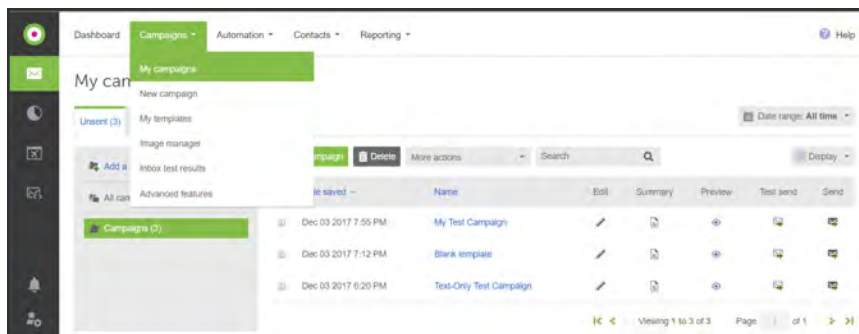 Dashboard Campaigns Automation Contacts Reporting Help
My campaigns
My cam
New campaign
Unsent (3) My templates Date range: All time
Image manager
Add a Inbox test results mpaign Delete More actions Search Display
All cam Advanced features le saved Name Edit Summary Preview Test send Send
Campaigns (3) Dec 03 2017 7:55 PM My Test Campaign
Dec 03 2017 7:12 PM Blank template
Dec 03 2017 6:20 PM Text-Only Test Campaign
Viewing 1 to 3 of 3 Page 1 of 1